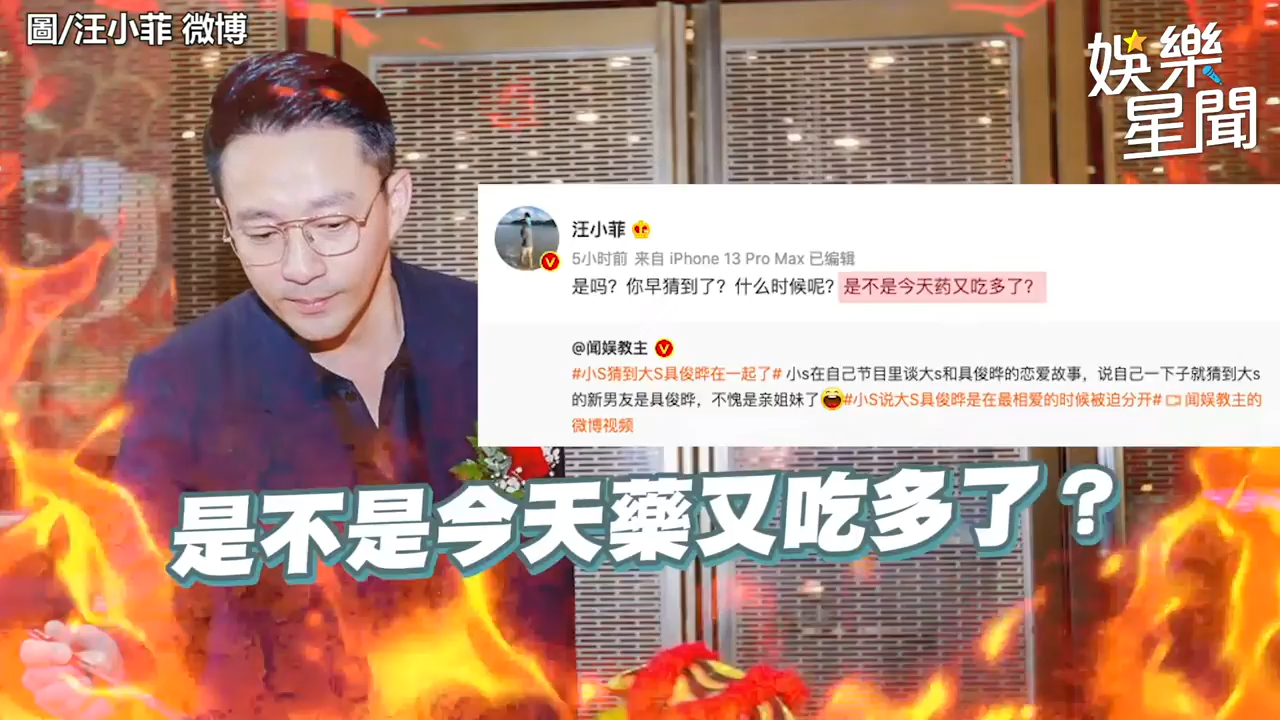 圖/汪小菲 微博
娛樂
星聞
汪小菲
5小时前 来自 iPhone 13 Pro Max 已编辑
是吗？你早猜到了？什么时候呢？是不是今天药又吃多了？
@闻娱教主
#小S猜到大S具俊晔在一起了# 小s在自己节目里谈大s和具俊晔的恋爱故事，说自己一下子就猜到大s
的新男友是具俊晔，不愧是亲姐妹了#小S说大S具俊晔是在最相爱的时候被迫分开# 闻娱教主的
微博视频
是不是今天藥又吃多了？